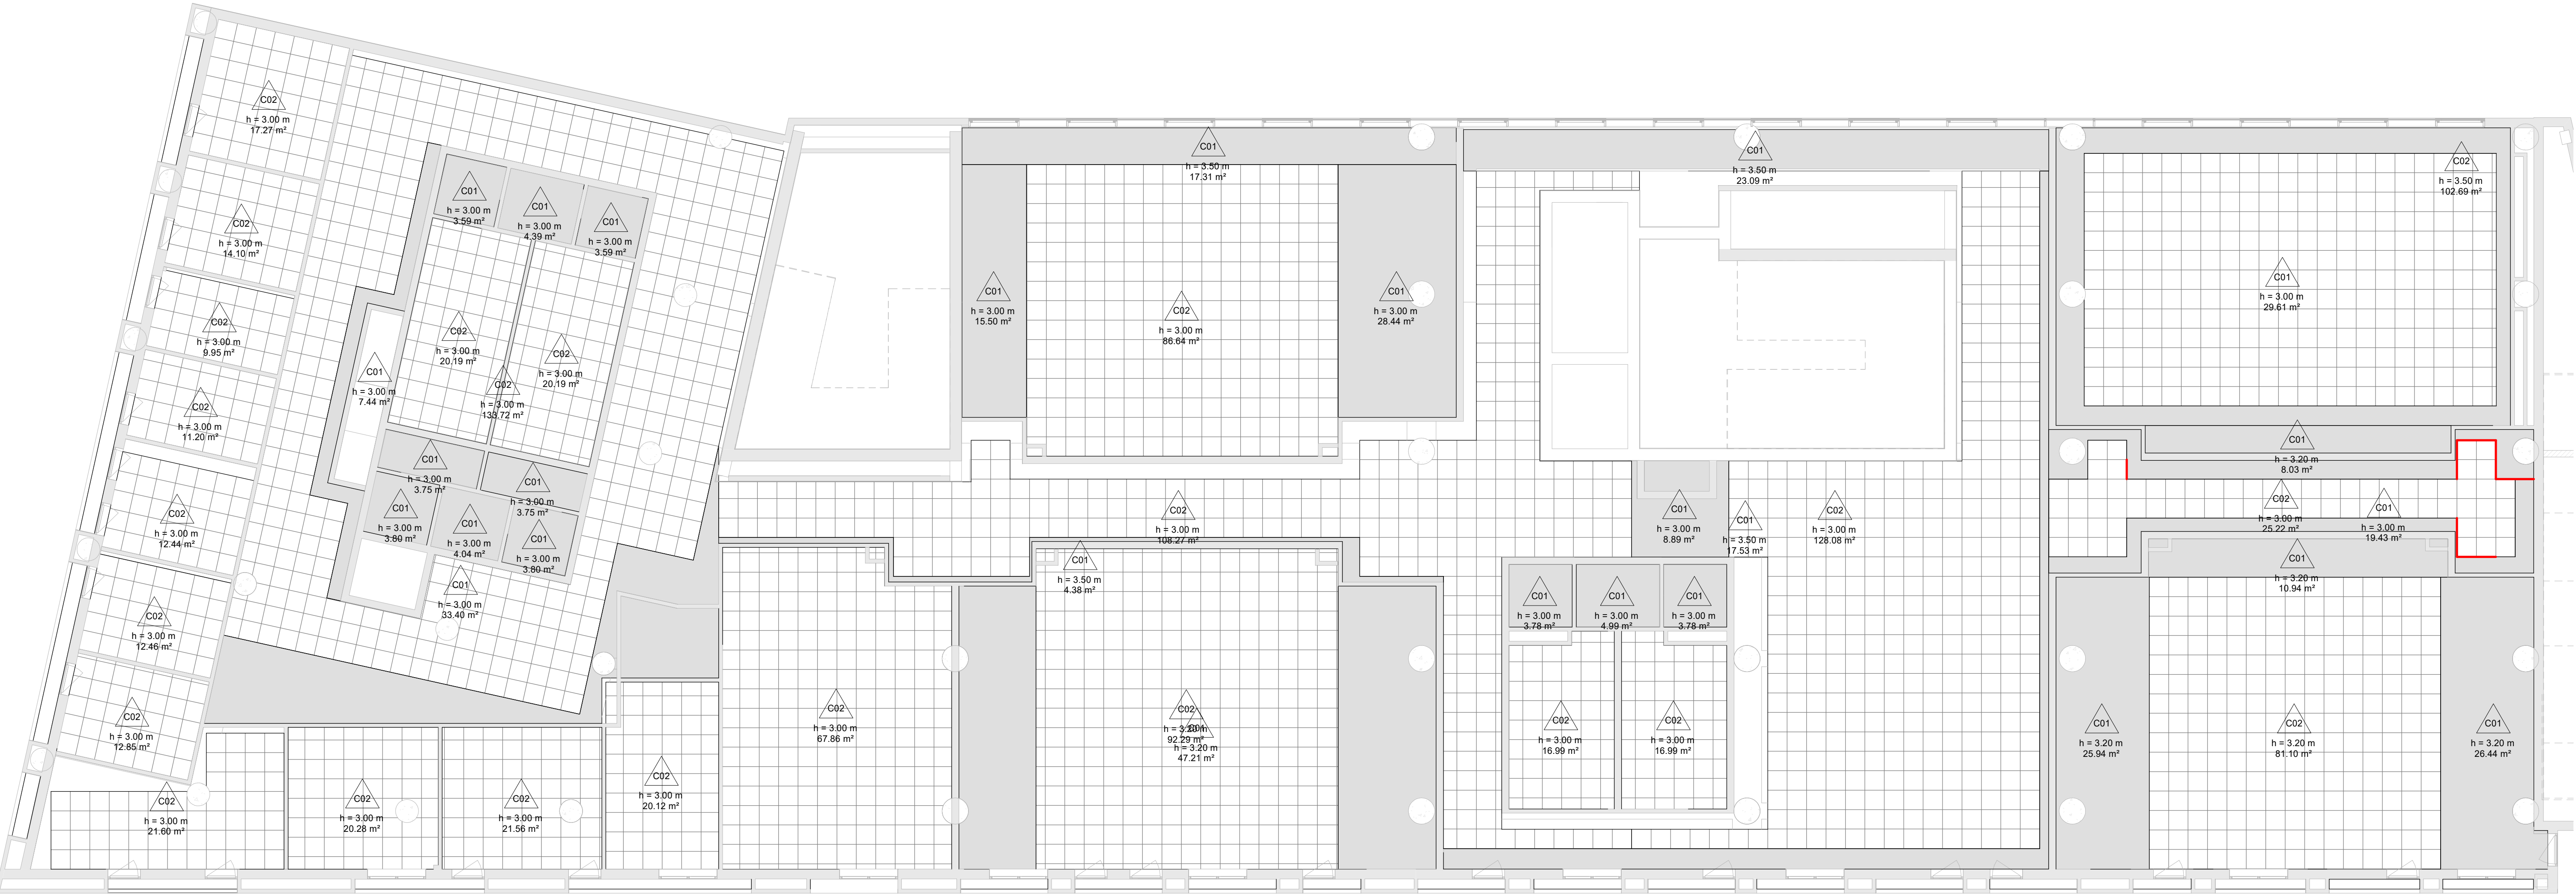 C02
h = 3.00 m
17.27 m²
C02
h = 3.00 m
14.10 m²
C02
h = 3.00 m
9.95 m²
C02
h = 3.00 m
11.20 m²
C02
h = 3.00 m
12.44 m²
C02
h = 3.00 m
12.46 m²
C02
h = 3.00 m
12.85 m²
C02
h = 3.00 m
21.60 m²
C02
h = 3.00 m
20.28 m²
C02
h = 3.00 m
21.56 m²
C02
h = 3.00 m
20.12 m²
C01
h = 3.00 m
3.59 m²
C01
h = 3.00 m
4.39 m²
C01
h = 3.00 m
3.59 m²
C02
h = 3.00 m
20.19 m²
C02
h = 3.00 m
20.19 m²
C02
h = 3.00 m
133.72 m²
C01
h = 3.00 m
7.44 m²
C01
h = 3.00 m
3.75 m²
C01
h = 3.00 m
3.75 m²
C01
h = 3.00 m
3.80 m²
C01
h = 3.00 m
4.04 m²
C01
h = 3.00 m
3.80 m²
C01
h = 3.00 m
33.40 m²
C01
h = 3.50 m
17.31 m²
C01
h = 3.00 m
15.50 m²
C02
h = 3.00 m
86.64 m²
C01
h = 3.00 m
28.44 m²
C02
h = 3.00 m
108.27 m²
C01
h = 3.50 m
4.38 m²
C02
h = 3.00 m
67.86 m²
C02
92.29 m²
C01
h = 3.20 m
47.21 m²
C01
h = 3.50 m
23.09 m²
C01
h = 3.00 m
8.89 m²
C01
h = 3.50 m
17.53 m²
C02
h = 3.00 m
128.08 m²
C01
h = 3.00 m
3.78 m²
C01
h = 3.00 m
4.99 m²
C01
h = 3.00 m
3.78 m²
C02
h = 3.00 m
16.99 m²
C02
h = 3.00 m
16.99 m²
C02
h = 3.50 m
102.69 m²
C01
h = 3.00 m
29.61 m²
C01
h = 3.20 m
8.03 m²
C02
h = 3.00 m
25.22 m²
C01
h = 3.00 m
19.43 m²
C01
h = 3.20 m
10.94 m²
C01
h = 3.20 m
25.94 m²
C02
h = 3.20 m
81.10 m²
C01
h = 3.20 m
26.44 m²